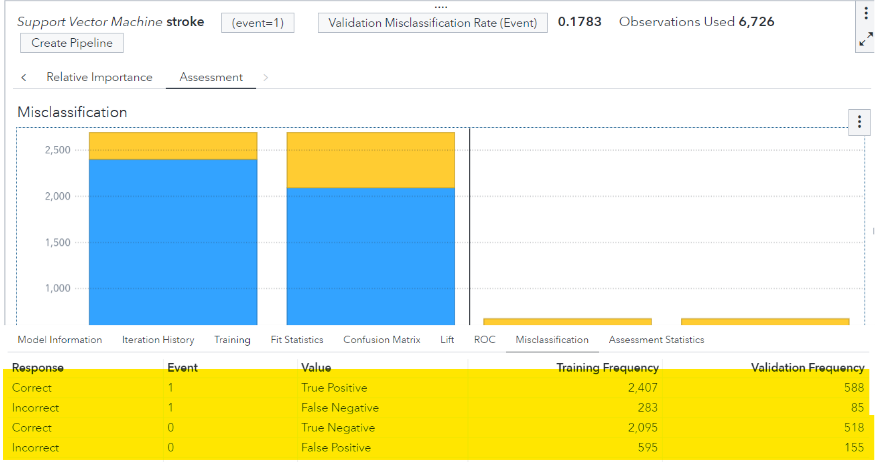 Support Vector Machine stroke (event=1) Validation Misclassification Rate (Event) 0.1783 Observations Used 6,726
Create Pipeline
Relative Importance Assessment
Misclassification
2,500
2,000
1,500
1,000
Model Information Iteration History Training Fit Statistics Confusion Matrix Lift ROC Misclassification Assessment Statistics
Response Event Value Training Frequency Validation Frequency
Correct 1 True Positive 2,407 588
Incorrect 1 False Negative 283 85
Correct 0 True Negative 2,095 518
Incorrect 0 False Positive 595 155